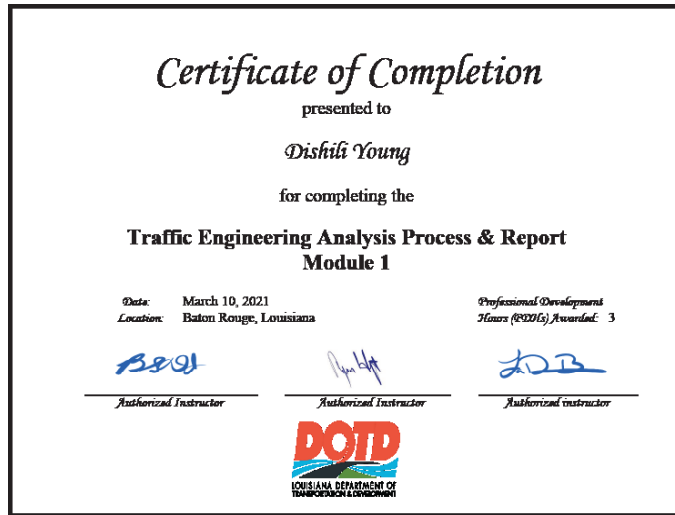 Certificate of Completion
presented to
Dishili Young
for completing the
Traffic Engineering Analysis Process & Report
Module 1
Date: March 10, 2021
Location: Baton Rouge, Louisiana
Professional Development
Hours (PDHs) Awarded: 3
Authorized Instructor
Authorized Instructor
Authorized instructor
DOTD
LOUISIANA DEPARTMENT OF
TRANSPORTATION & DEVELOPMENT